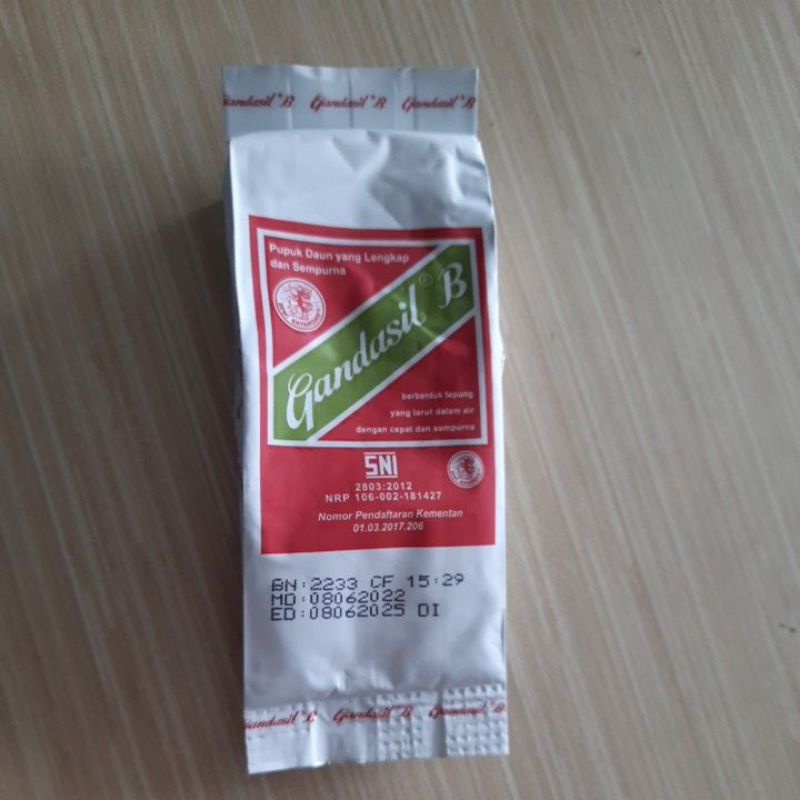 Gandasil® B Gandasil® B Gandasil® B
Pupuk Daun yang Lengkap
dan Sempurna
Gandasil® B
berbentuk tepung
yang larut dalam air
dengan cepat dan sempurna
SNI
2803:2012
NRP 106-002-181427
Nomor Pendaftaran Kementan
01.03.2017.206
BN:2233 CF 15:29
MD:08062022
ED:08062025 DI
Gandasil® B Gandasil® B Gandasil® B